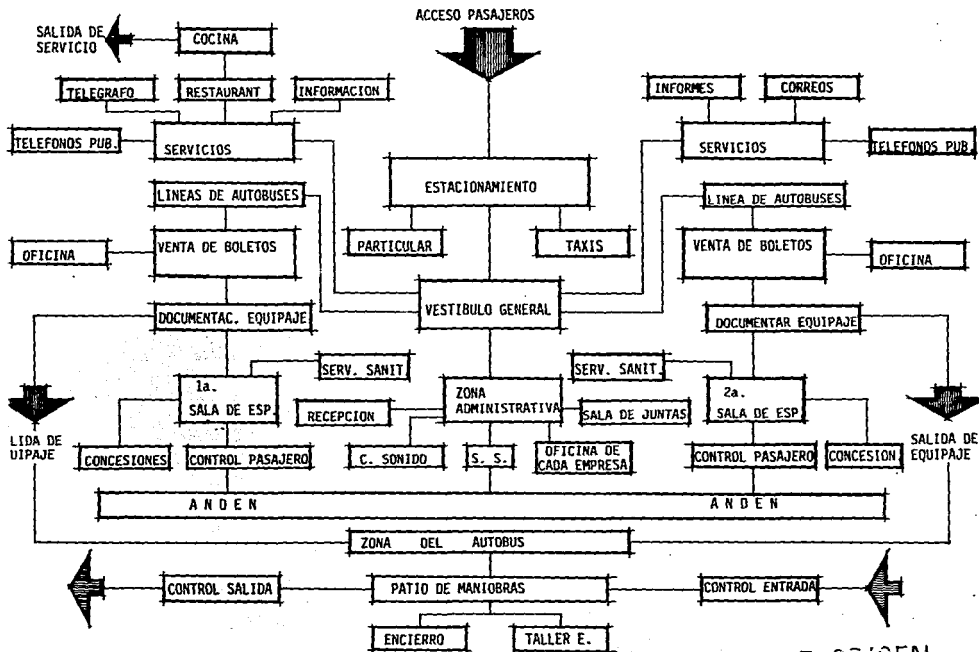 ACCESO PASAJEROS
SALIDA DE
SERVICIO
COCINA
TELEGRAFO
RESTAURANT
INFORMACION
INFORMES
CORREOS
TELEFONOS PUB.
SERVICIOS
SERVICIOS
TELEFONOS PUB.
ESTACIONAMIENTO
LINEAS DE AUTOBUSES
LINEA DE AUTOBUSES
PARTICULAR
TAXIS
OFICINA
VENTA DE BOLETOS
VENTA DE BOLETOS
OFICINA
VESTIBULO GENERAL
DOCUMENTAC. EQUIPAJE
DOCUMENTAR EQUIPAJE
SERV. SANIT.
SERV. SANIT.
1a.
SALA DE ESP.
ZONA
ADMINISTRATIVA
2a.
SALA DE ESP.
RECEPCION
SALA DE JUNTAS
LIDA DE
UIPAJE
CONCESIONES
CONTROL PASAJERO
C. SONIDO
S. S.
OFICINA DE
CADA EMPRESA
CONTROL PASAJERO
CONCESION
SALIDA DE
EQUIPAJE
ANDEN
ANDEN
ZONA DEL AUTOBUS
CONTROL SALIDA
PATIO DE MANIOBRAS
CONTROL ENTRADA
ENCIERRO
TALLER E.